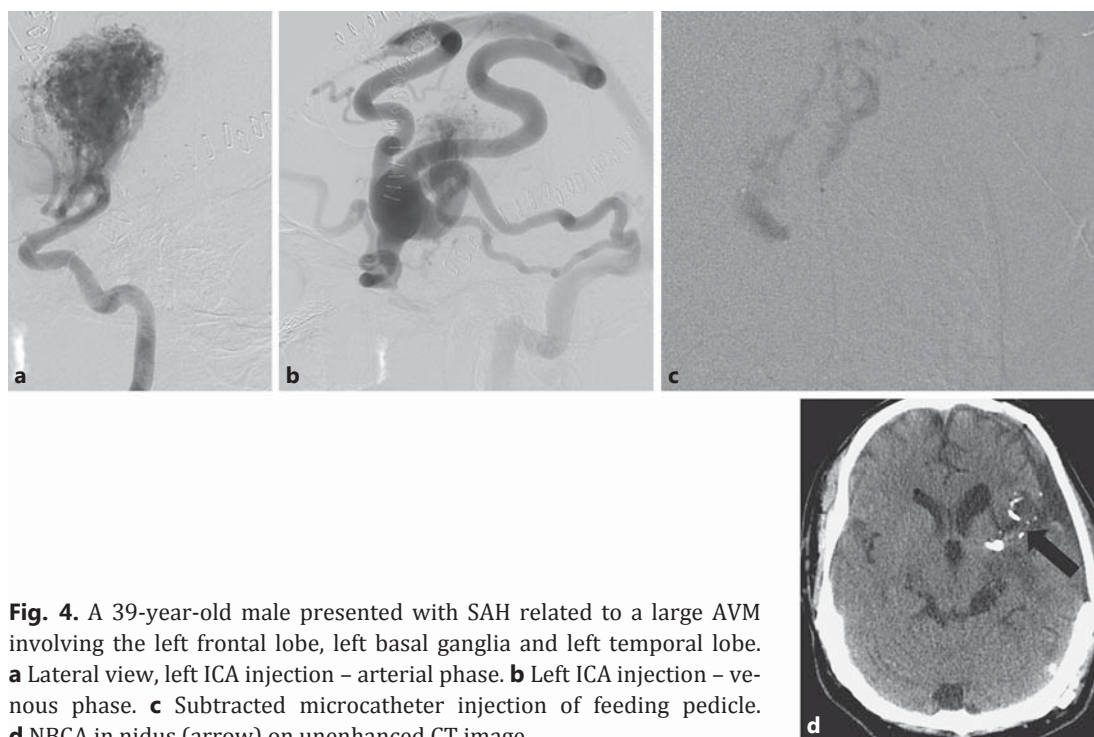 a
b
c
d
Fig. 4. A 39-year-old male presented with SAH related to a large AVM
involving the left frontal lobe, left basal ganglia and left temporal lobe.
a Lateral view, left ICA injection – arterial phase. b Left ICA injection – ve-
nous phase. c Subtracted microcatheter injection of feeding pedicle.
d NBCA in nidus (arrow) on unenhanced CT image.